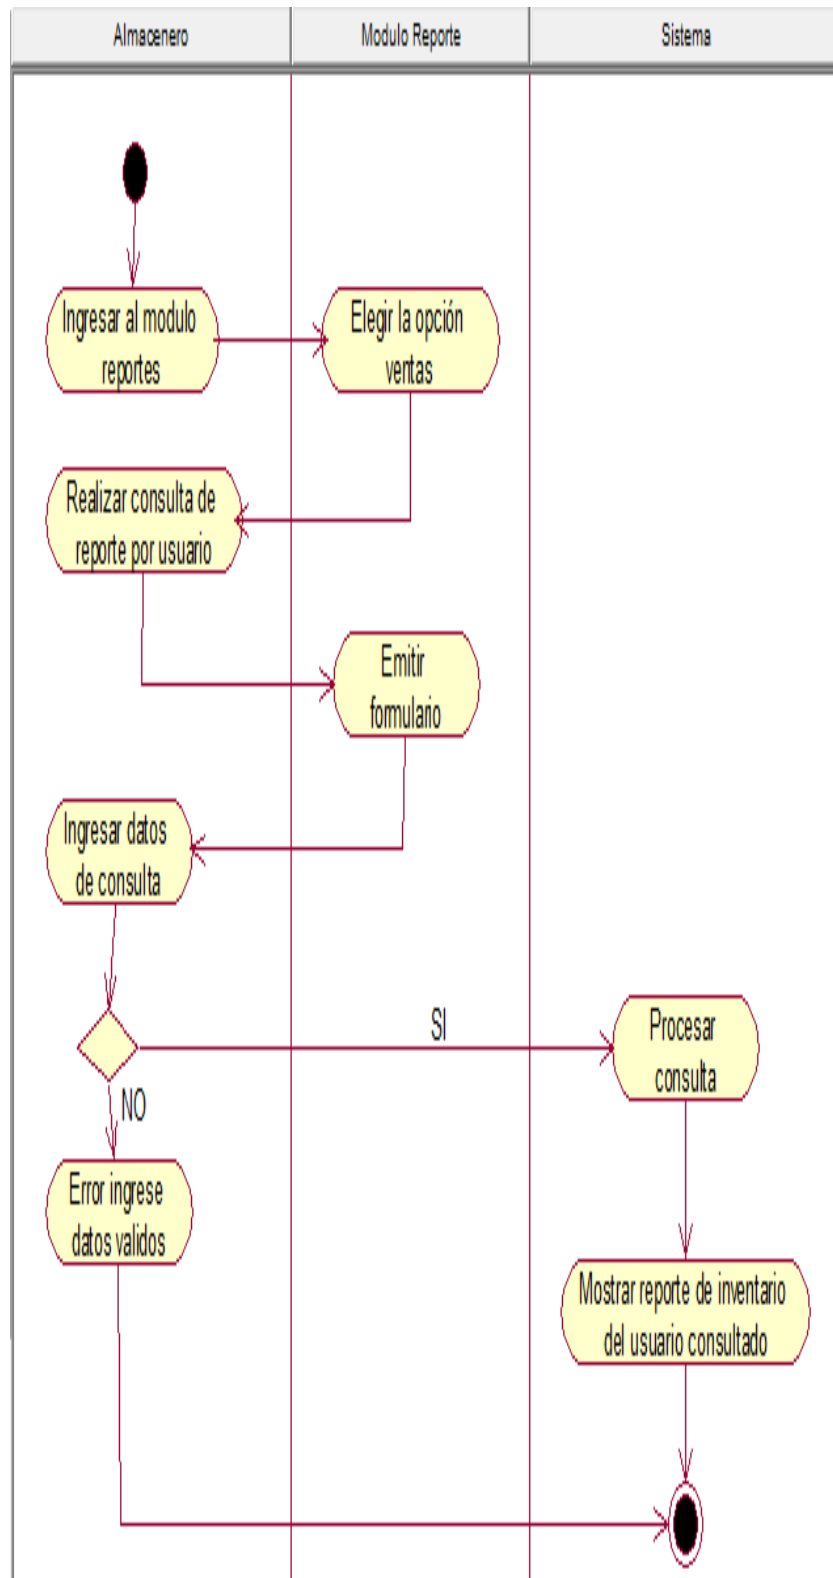 Almacenero
Modulo Reporte
Sistema
Ingresar al modulo
reportes
Elegir la opción
ventas
Realizar consulta de
reporte por usuario
Emitir
formulario
Ingresar datos
de consulta
SI
Procesar
consulta
NO
Error ingrese
datos validos
Mostrar reporte de inventario
del usuario consultado